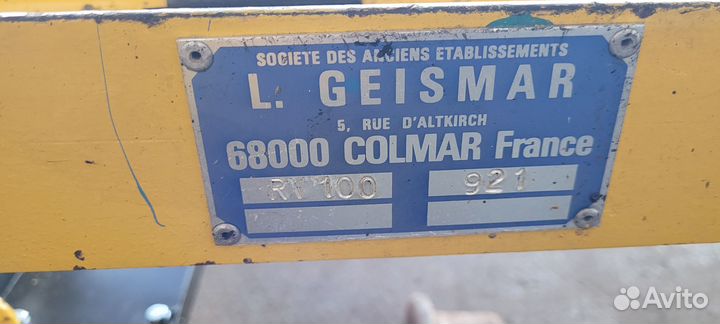 SOCIETE DES ANCIENS ETABLISSEMENTS
L. GEISMAR
5, RUE D'ALTKIRCH
68000 COLMAR France
RV 100 921
Avito